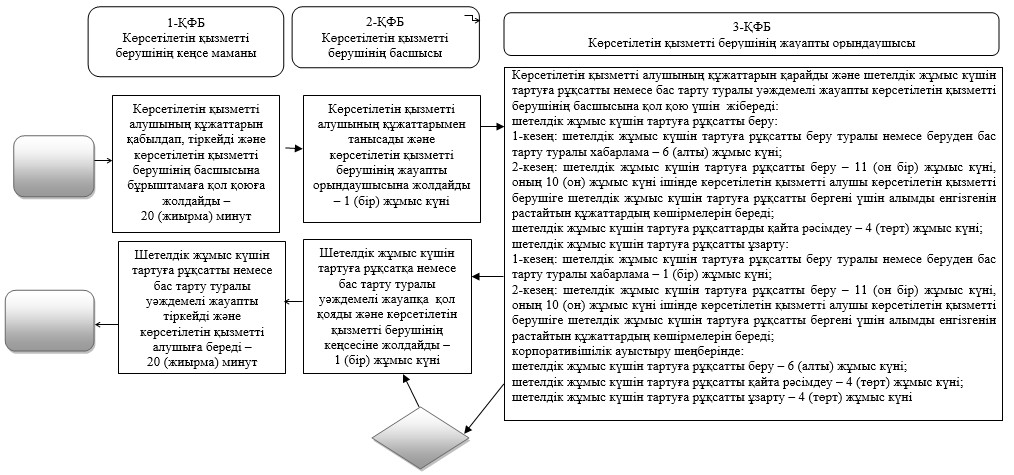 1-ҚФБ
Көрсетілетін қызметті
берушінің кеңсе маманы
2-ҚФБ
Көрсетілетін қызметті
берушінің басшысы
3-ҚФБ
Көрсетілетін қызметті берушінің жауапты орындаушысы
Көрсетілетін қызметті
алушының құжаттарын
қабылдап, тіркейді және
көрсетілетін қызметті
берушінің басшысына
бұрыштамаға қол қоюға
жолдайды –
20 (жиырма) минут
Көрсетілетін қызметті
алушының құжаттарымен
танысады және
көрсетілетін қызметті
берушінің жауапты
орындаушысына жолдайды
– 1 (бір) жұмыс күні
Көрсетілетін қызметті алушының құжаттарын қарайды және шетелдік жұмыс күшін
тартуға рұқсатты немесе бас тарту туралы уәждемелі жауапты көрсетілетін қызметті
берушінің басшысына қол қою үшін жібереді:
шетелдік жұмыс күшін тартуға рұқсатты беру:
1-кезең: шетелдік жұмыс күшін тартуға рұқсатты беру туралы немесе беруден бас
тарту туралы хабарлама – 6 (алты) жұмыс күні;
2-кезең: шетелдік жұмыс күшін тартуға рұқсатты беру – 11 (он бір) жұмыс күні,
оның 10 (он) жұмыс күні ішінде көрсетілетін қызметті алушы көрсетілетін қызметті
берушіге шетелдік жұмыс күшін тартуға рұқсатты бергені үшін алымды енгізгенін
растайтын құжаттардың көшірмелерін береді;
шетелдік жұмыс күшін тартуға рұқсаттарды қайта рәсімдеу – 4 (төрт) жұмыс күні;
шетелдік жұмыс күшін тартуға рұқсатты ұзарту:
1-кезең: шетелдік жұмыс күшін тартуға рұқсатты беру туралы немесе беруден бас
тарту туралы хабарлама – 1 (бір) жұмыс күні;
2-кезең: шетелдік жұмыс күшін тартуға рұқсатты беру – 11 (он бір) жұмыс күні,
оның 10 (он) жұмыс күні ішінде көрсетілетін қызметті алушы көрсетілетін қызметті
берушіге шетелдік жұмыс күшін тартуға рұқсатты бергені үшін алымды енгізгенін
растайтын құжаттардың көшірмелерін береді;
корпоративішілік ауыстыру шеңберінде:
шетелдік жұмыс күшін тартуға рұқсатты беру – 6 (алты) жұмыс күні;
шетелдік жұмыс күшін тартуға рұқсатты қайта рәсімдеу – 4 (төрт) жұмыс күні;
шетелдік жұмыс күшін тартуға рұқсатты ұзарту – 4 (төрт) жұмыс күні
Шетелдік жұмыс күшін
тартуға рұқсатқа немесе
бас тарту туралы
уәждемелі жауапқа қол
қояды және көрсетілетін
қызметті берушінің
кеңсесіне жолдайды –
1 (бір) жұмыс күні
Шетелдік жұмыс күшін
тартуға рұқсатты немесе
бас тарту туралы
уәждемелі жауапты
тіркейді және
көрсетілетін қызметті
алушыға береді –
20 (жиырма) минут